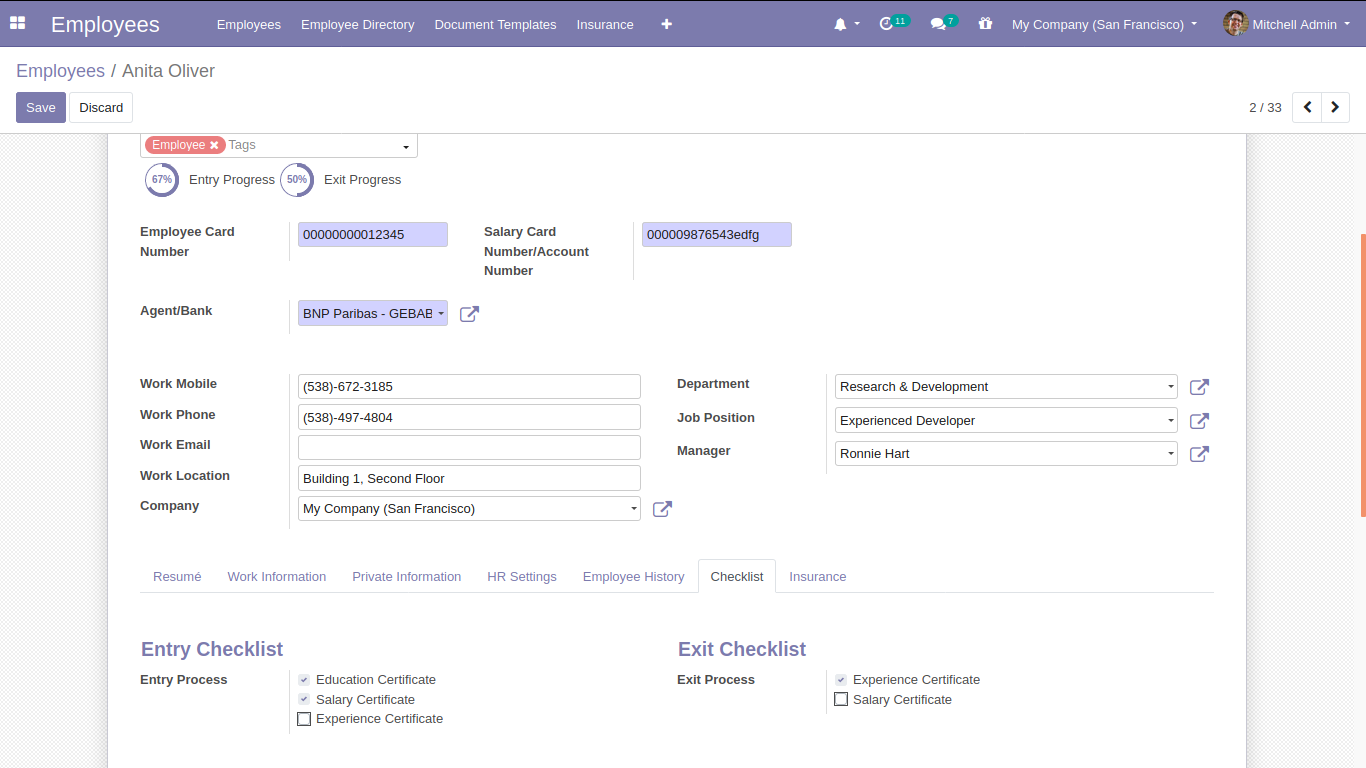 Employees Employees Employee Directory Document Templates Insurance 11 7 My Company (San Francisco) Mitchell Admin
Employees / Anita Oliver
Save Discard 2 / 33
Employee Tags
67% Entry Progress 50% Exit Progress
Employee Card Number 00000000012345
Salary Card Number/Account Number 000009876543edfg
Agent/Bank BNP Paribas - GEBAB
Work Mobile (538)-672-3185
Work Phone (538)-497-4804
Work Email
Work Location Building 1, Second Floor
Company My Company (San Francisco)
Department Research & Development
Job Position Experienced Developer
Manager Ronnie Hart
Resumé Work Information Private Information HR Settings Employee History Checklist Insurance
Entry Checklist
Entry Process Education Certificate
Salary Certificate
Experience Certificate
Exit Checklist
Exit Process Experience Certificate
Salary Certificate